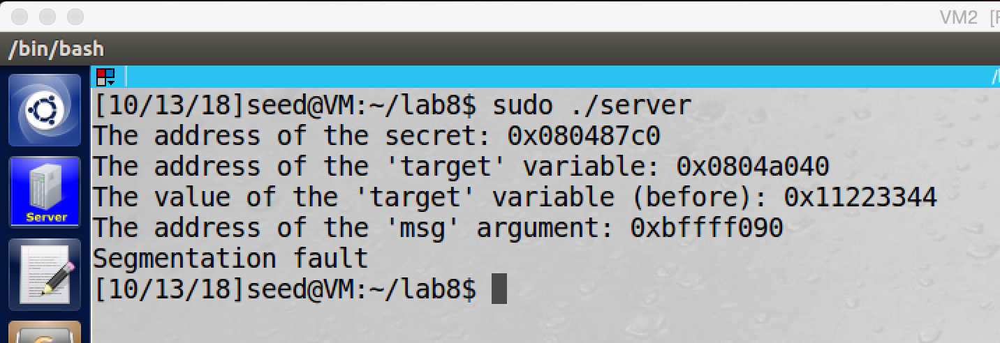 VM2
/bin/bash
[10/13/18]seed@VM:~/lab8$ sudo ./server
The address of the secret: 0x080487c0
The address of the 'target' variable: 0x0804a040
The value of the 'target' variable (before): 0x11223344
The address of the 'msg' argument: 0xbffff090
Segmentation fault
[10/13/18]seed@VM:~/lab8$
Server